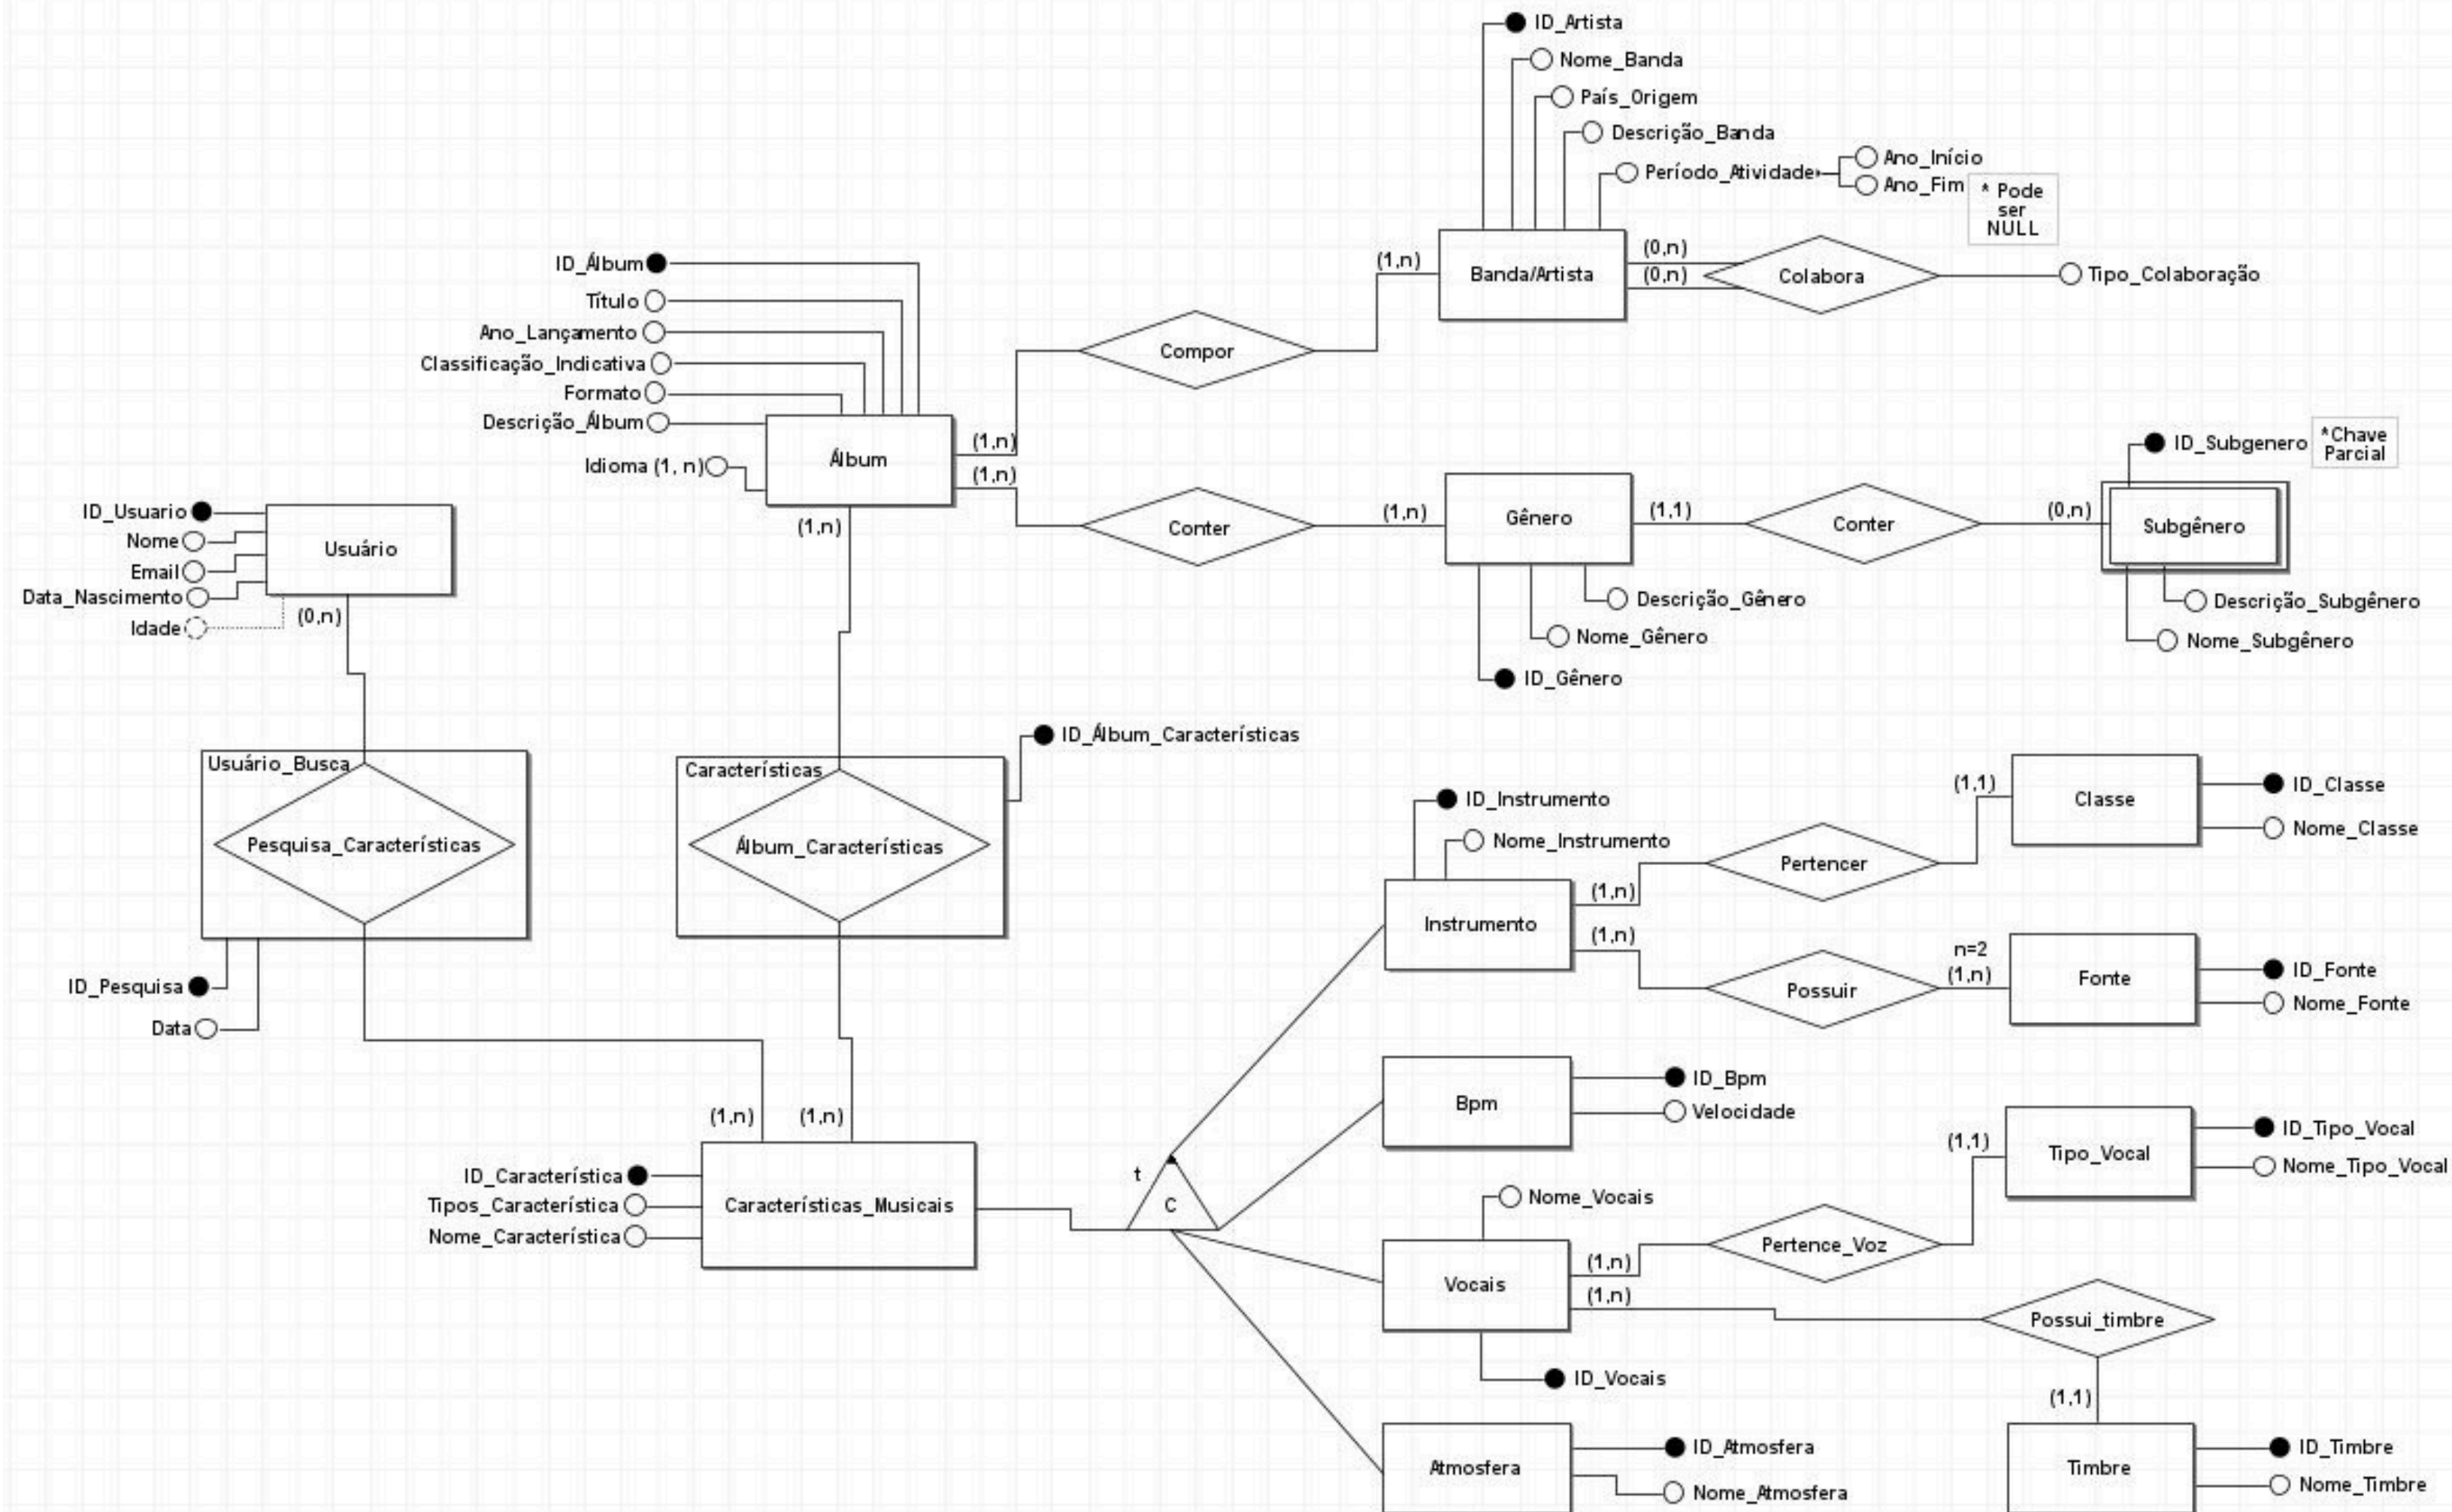 ID_Artista
Nome_Banda
País_Origem
Descrição_Banda
Período_Atividade
Ano_Início
Ano_Fim
* Pode
ser
NULL
Banda/Artista
(0,n)
(0,n)
Colabora
Tipo_Colaboração
(1,n)
Compor
ID_Álbum
Título
Ano_Lançamento
Classificação_Indicativa
Formato
Descrição_Álbum
Idioma (1, n)
Álbum
(1,n)
(1,n)
(1,n)
Conter
(1,n)
Gênero
(1,1)
Conter
(0,n)
Subgênero
ID_Subgenero
*Chave
Parcial
Descrição_Subgênero
Nome_Subgênero
Descrição_Gênero
Nome_Gênero
ID_Gênero
ID_Usuario
Nome
Email
Data_Nascimento
Idade
Usuário
(0,n)
Usuário_Busca
Pesquisa_Características
ID_Pesquisa
Data
Características
Álbum_Características
ID_Álbum_Características
(1,n)
(1,n)
ID_Característica
Tipos_Característica
Nome_Característica
Características_Musicais
t
C
ID_Instrumento
Nome_Instrumento
Instrumento
(1,n)
(1,n)
Pertencer
(1,1)
Classe
ID_Classe
Nome_Classe
Possuir
n=2
(1,n)
Fonte
ID_Fonte
Nome_Fonte
Bpm
ID_Bpm
Velocidade
Nome_Vocais
Vocais
(1,n)
(1,n)
ID_Vocais
Pertence_Voz
(1,1)
Tipo_Vocal
ID_Tipo_Vocal
Nome_Tipo_Vocal
Possui_timbre
(1,1)
Timbre
ID_Timbre
Nome_Timbre
Atmosfera
ID_Atmosfera
Nome_Atmosfera